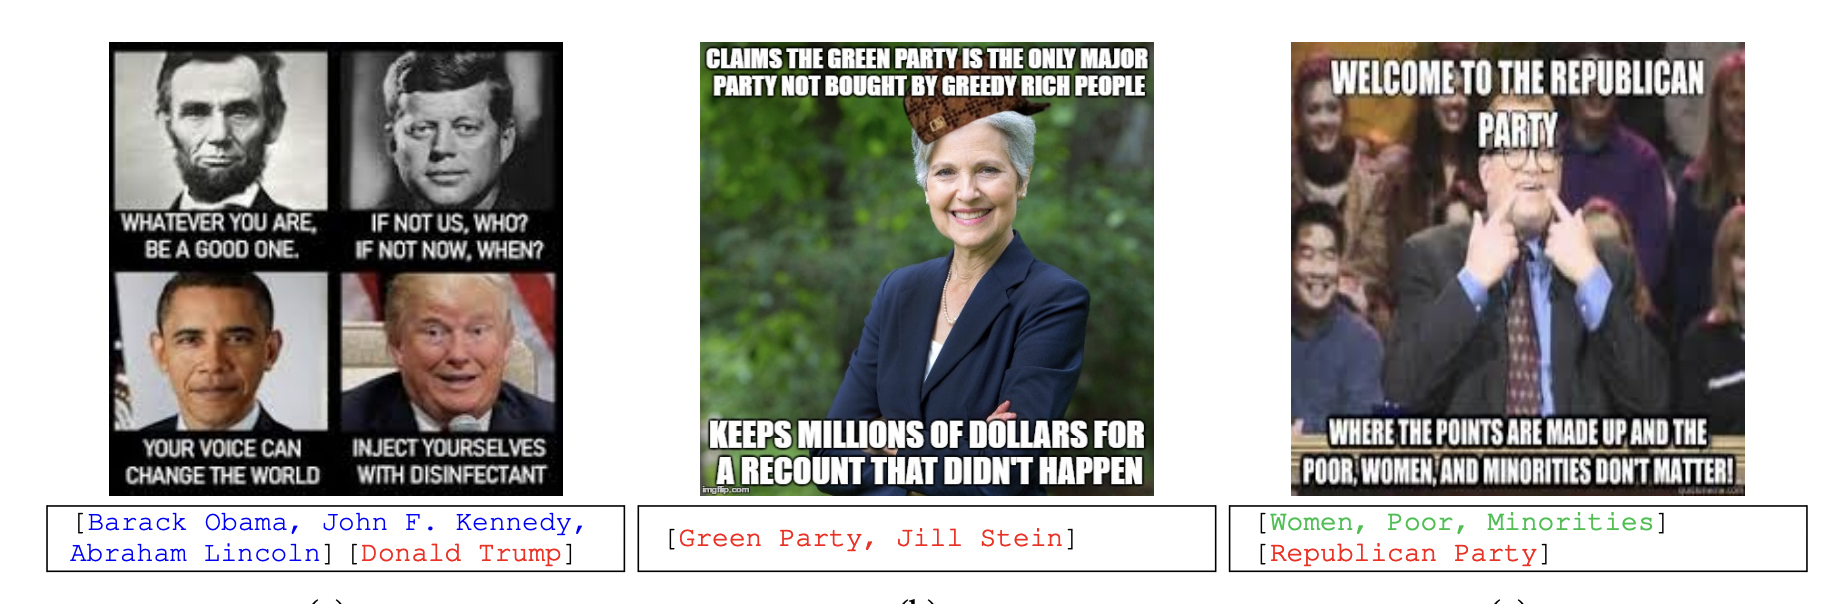 WHATEVER YOU ARE,
BE A GOOD ONE.
IF NOT US, WHO?
IF NOT NOW, WHEN?
YOUR VOICE CAN
CHANGE THE WORLD
INJECT YOURSELVES
WITH DISINFECTANT
[Barack Obama, John F. Kennedy,
Abraham Lincoln] [Donald Trump]
CLAIMS THE GREEN PARTY IS THE ONLY MAJOR
PARTY NOT BOUGHT BY GREEDY RICH PEOPLE
KEEPS MILLIONS OF DOLLARS FOR
A RECOUNT THAT DIDN'T HAPPEN
imgflip.com
[Green Party, Jill Stein]
WELCOME TO THE REPUBLICAN
PARTY
WHERE THE POINTS ARE MADE UP AND THE
POOR, WOMEN, AND MINORITIES DON'T MATTER!
[Women, Poor, Minorities]
[Republican Party]